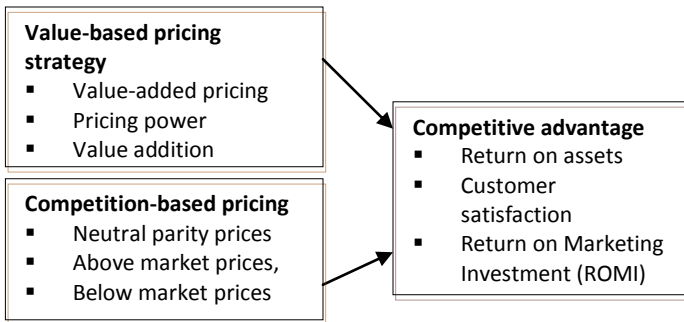 Value-based pricing
strategy
▪ Value-added pricing
▪ Pricing power
▪ Value addition
Competition-based pricing
▪ Neutral parity prices
▪ Above market prices,
▪ Below market prices
Competitive advantage
▪ Return on assets
▪ Customer
satisfaction
▪ Return on Marketing
Investment (ROMI)